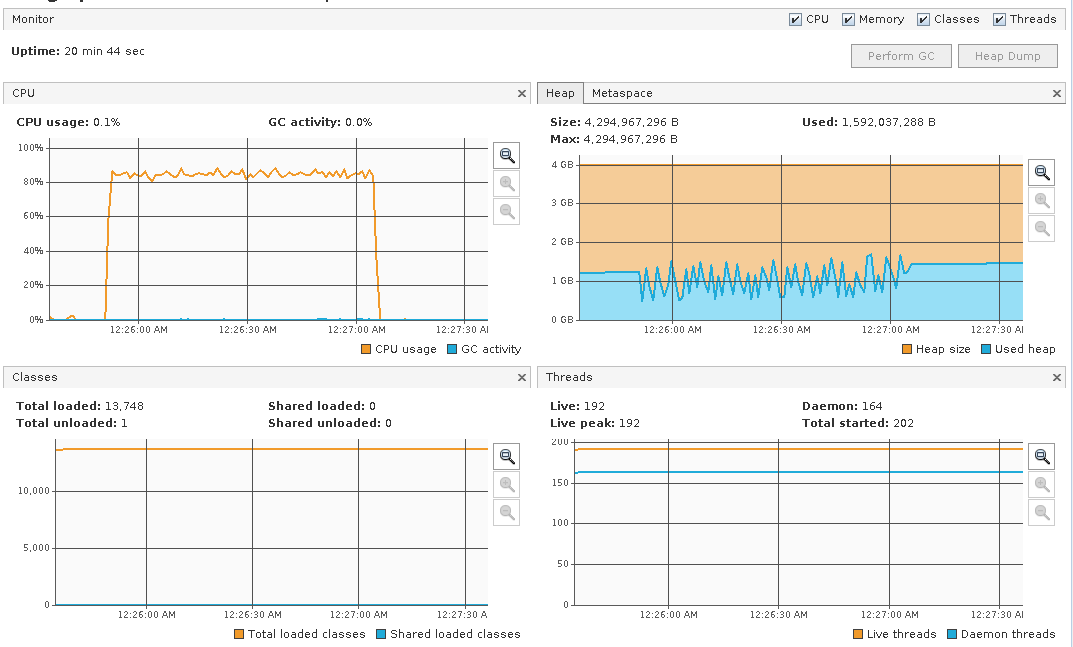 Monitor
CPU Memory Classes Threads
Uptime: 20 min 44 sec
Perform GC Heap Dump
CPU
CPU usage: 0.1% GC activity: 0.0%
100%
80%
60%
40%
20%
0%
12:26:00 AM 12:26:30 AM 12:27:00 AM 12:27:30 AM
CPU usage GC activity
Heap Metaspace
Size: 4,294,967,296 B Used: 1,592,037,288 B
Max: 4,294,967,296 B
4 GB
3 GB
2 GB
1 GB
0 GB
12:26:00 AM 12:26:30 AM 12:27:00 AM 12:27:30 AM
Heap size Used heap
Classes
Total loaded: 13,748 Shared loaded: 0
Total unloaded: 1 Shared unloaded: 0
10,000
5,000
0
12:26:00 AM 12:26:30 AM 12:27:00 AM 12:27:30 AM
Total loaded classes Shared loaded classes
Threads
Live: 192 Daemon: 164
Live peak: 192 Total started: 202
200
150
100
50
0
12:26:00 AM 12:26:30 AM 12:27:00 AM 12:27:30 AM
Live threads Daemon threads